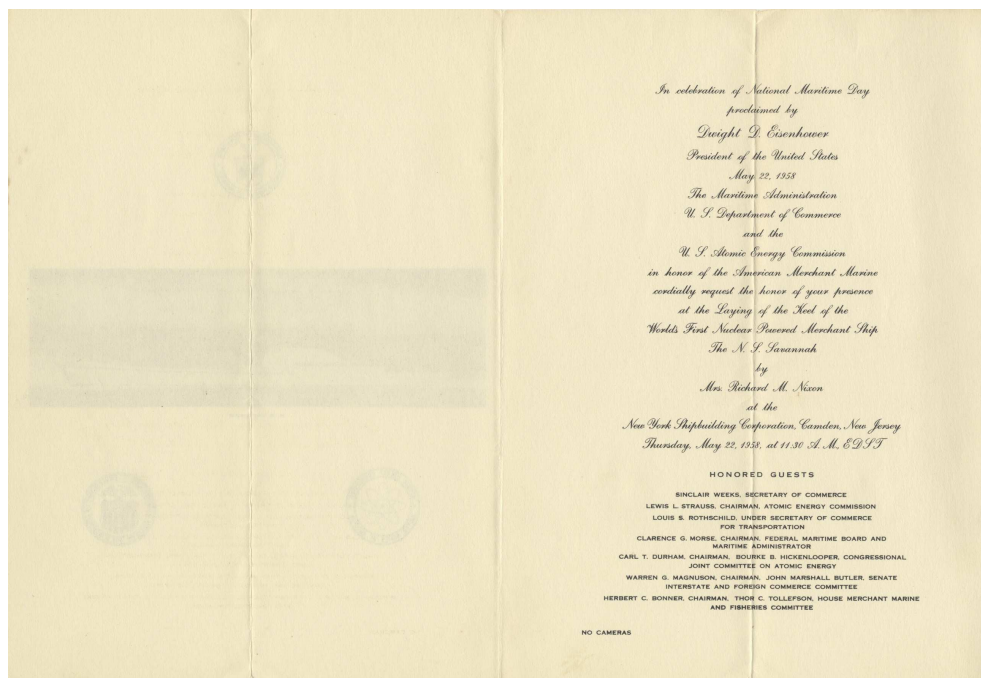 In celebration of National Maritime Day
proclaimed by
Dwight D. Eisenhower
President of the United States
May 22, 1958
The Maritime Administration
U. S. Department of Commerce
and the
U. S. Atomic Energy Commission
in honor of the American Merchant Marine
cordially request the honor of your presence
at the Laying of the Keel of the
World's First Nuclear Powered Merchant Ship
The N. S. Savannah
by
Mrs. Richard M. Nixon
at the
New York Shipbuilding Corporation, Camden, New Jersey
Thursday, May 22, 1958, at 11:30 A. M., EDST
HONORED GUESTS
SINCLAIR WEEKS, SECRETARY OF COMMERCE
LEWIS L. STRAUSS, CHAIRMAN, ATOMIC ENERGY COMMISSION
LOUIS S. ROTHSCHILD, UNDER SECRETARY OF COMMERCE
FOR TRANSPORTATION
CLARENCE G. MORSE, CHAIRMAN, FEDERAL MARITIME BOARD AND
MARITIME ADMINISTRATOR
CARL T. DURHAM, CHAIRMAN, BOURKE B. HICKENLOOPER, CONGRESSIONAL
JOINT COMMITTEE ON ATOMIC ENERGY
WARREN G. MAGNUSON, CHAIRMAN, JOHN MARSHALL BUTLER, SENATE
INTERSTATE AND FOREIGN COMMERCE COMMITTEE
HERBERT C. BONNER, CHAIRMAN, THOR C. TOLLEFSON, HOUSE MERCHANT MARINE
AND FISHERIES COMMITTEE
NO CAMERAS